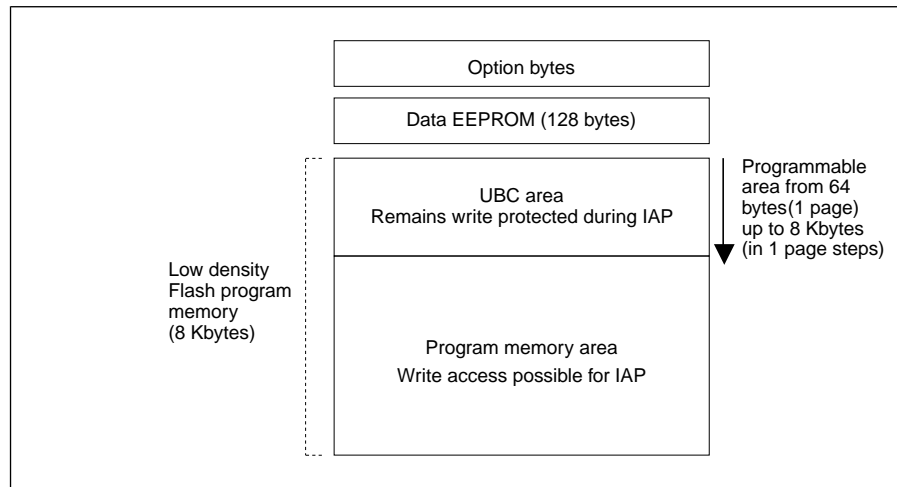 Option bytes
Data EEPROM (128 bytes)
UBC area
Remains write protected during IAP
Programmable
area from 64
bytes(1 page)
up to 8 Kbytes
(in 1 page steps)
Low density
Flash program
memory
(8 Kbytes)
Program memory area
Write access possible for IAP